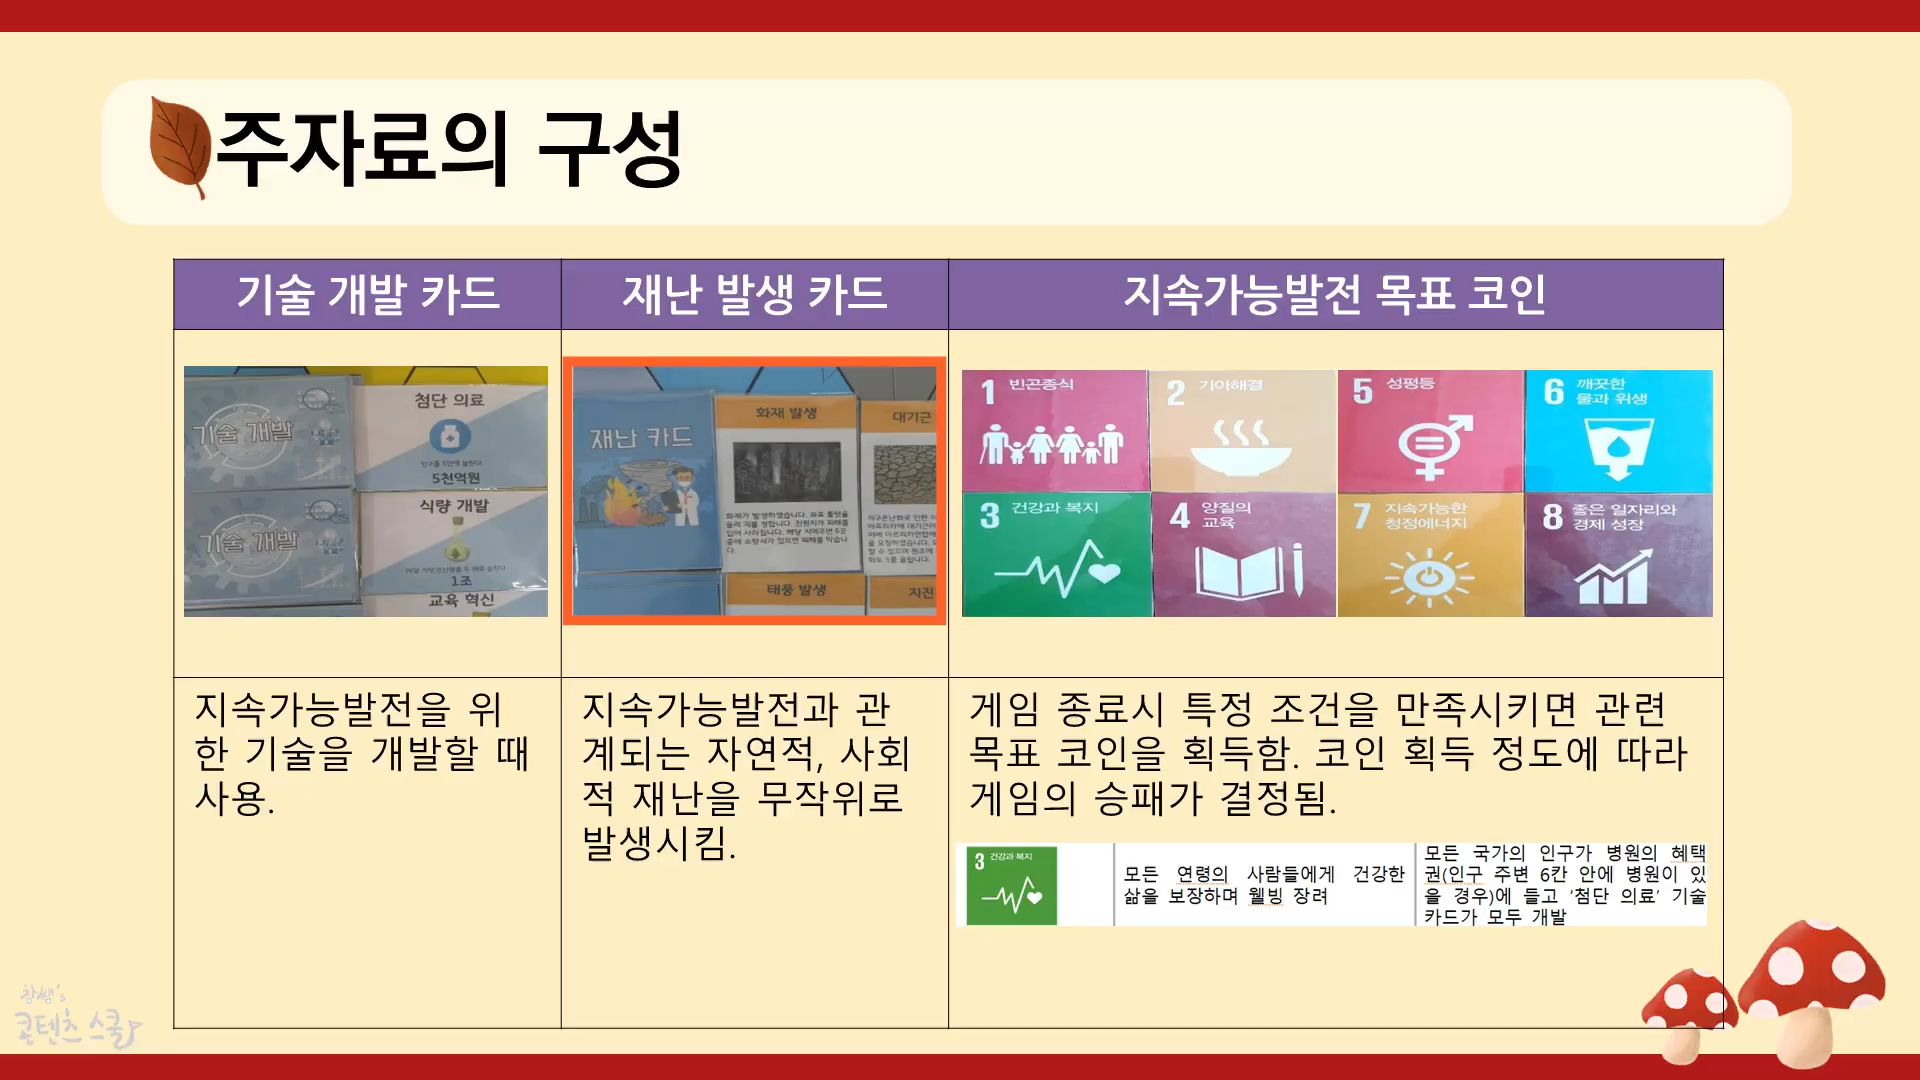 주자료의 구성
기술 개발 카드
재난 발생 카드
지속가능발전 목표 코인
기술 개발
첨단 의료
5천억원
기술 개발
식량 개발
1조
교육 혁신
재난 카드
화재 발생
대기근
태풍 발생
지진
1 빈곤종식
2 기아해결
5 성평등
6 깨끗한
물과 위생
3 건강과 복지
4 양질의
교육
7 지속가능한
청정에너지
8 좋은 일자리와
경제 성장
지속가능발전을 위
한 기술을 개발할 때
사용.
지속가능발전과 관
계되는 자연적, 사회
적 재난을 무작위로
발생시킴.
게임 종료시 특정 조건을 만족시키면 관련
목표 코인을 획득함. 코인 획득 정도에 따라
게임의 승패가 결정됨.
3 건강과 복지
모든 연령의 사람들에게 건강한
삶을 보장하며 웰빙 장려
모든 국가의 인구가 병원의 혜택
권(인구 주변 6칸 안에 병원이 있
을 경우)에 들고 '첨단 의료' 기술
카드가 모두 개발
참쌤's
콘텐츠 스쿨